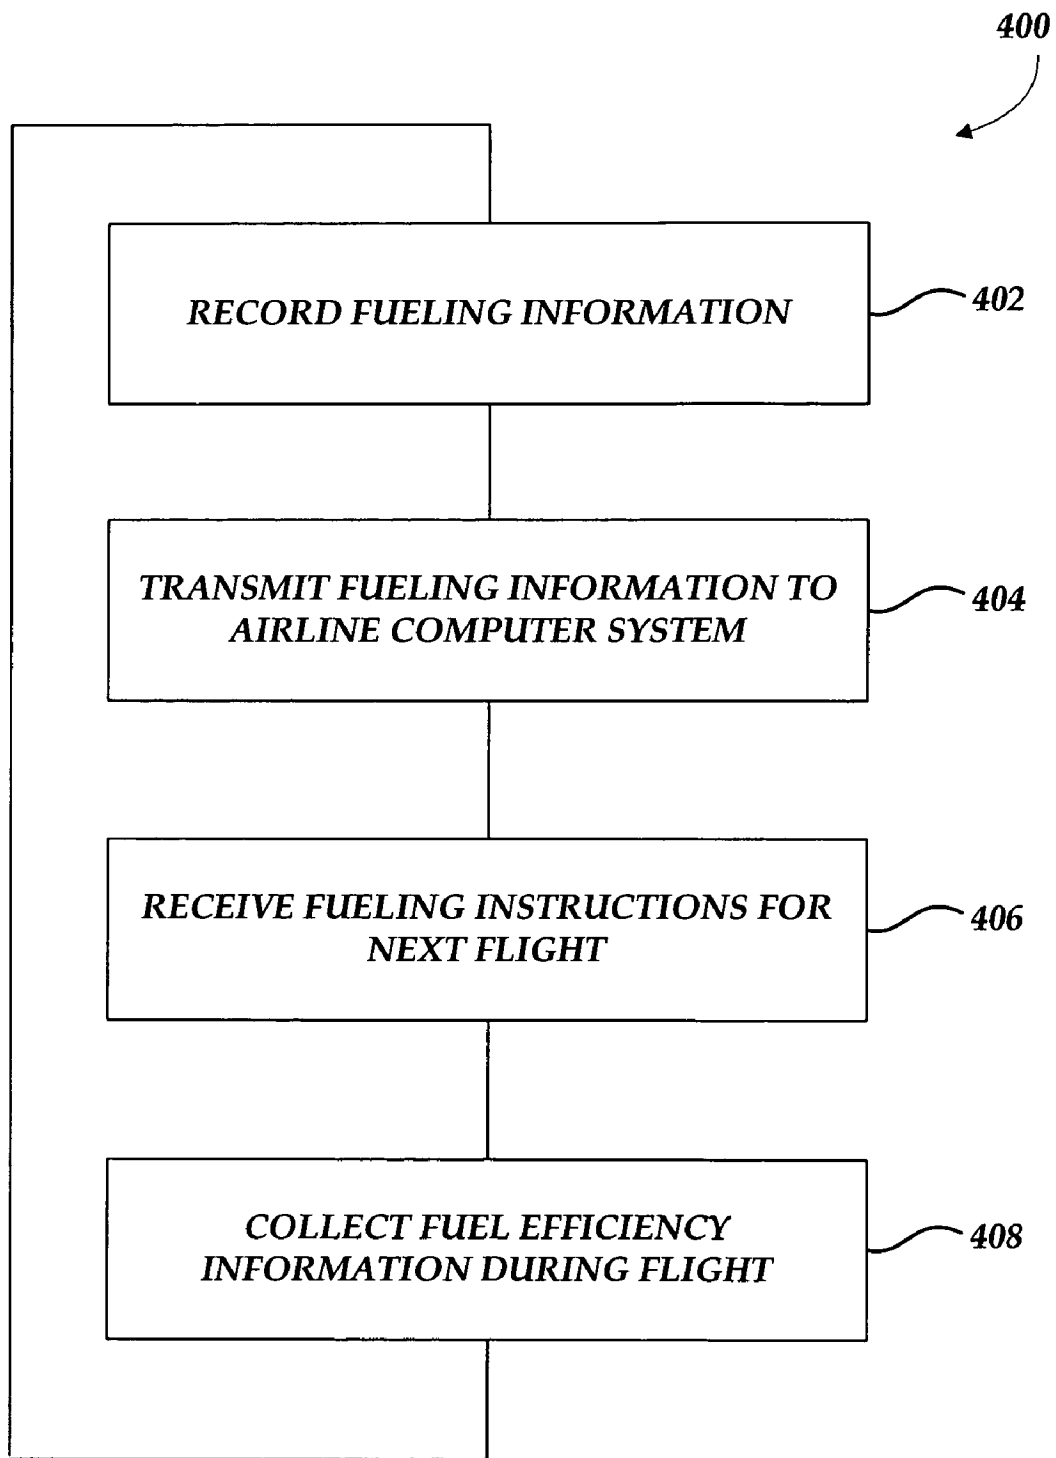 400
RECORD FUELING INFORMATION
402
TRANSMIT FUELING INFORMATION TO
AIRLINE COMPUTER SYSTEM
404
RECEIVE FUELING INSTRUCTIONS FOR
NEXT FLIGHT
406
COLLECT FUEL EFFICIENCY
INFORMATION DURING FLIGHT
408